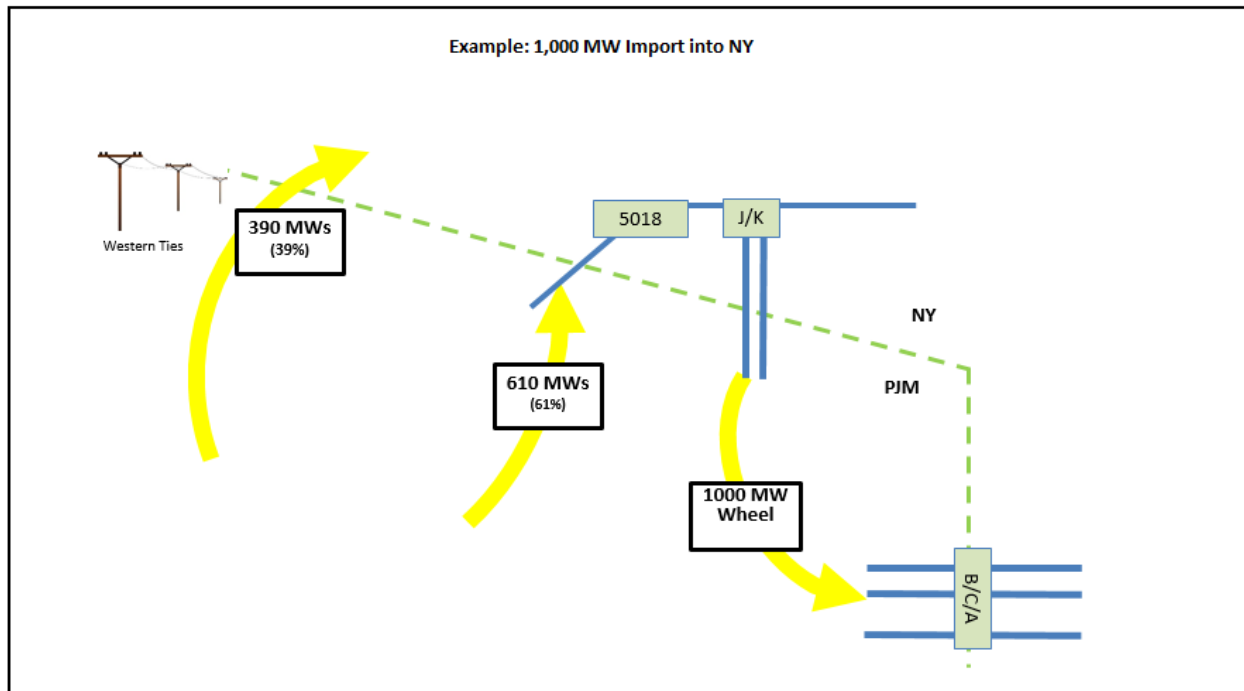 Example: 1,000 MW Import into NY
Western Ties
390 MWs
(39%)
5018
J/K
NY
PJM
610 MWs
(61%)
1000 MW
Wheel
B/C/A